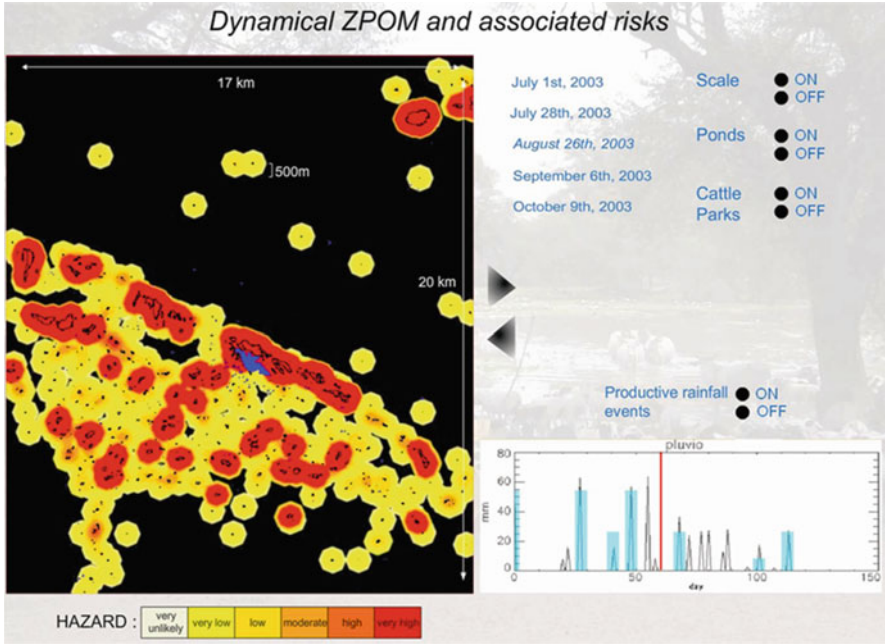 Dynamical ZPOM and associated risks
17 km
500m
20 km
July 1st, 2003
July 28th, 2003
August 26th, 2003
September 6th, 2003
October 9th, 2003
Scale
ON
OFF
Ponds
ON
OFF
Cattle
Parks
ON
OFF
Productive rainfall
events
ON
OFF
pluvio
80
60
40
20
0
mm
0
50
100
150
day
HAZARD :
very unlikely
very low
low
moderate
high
very high